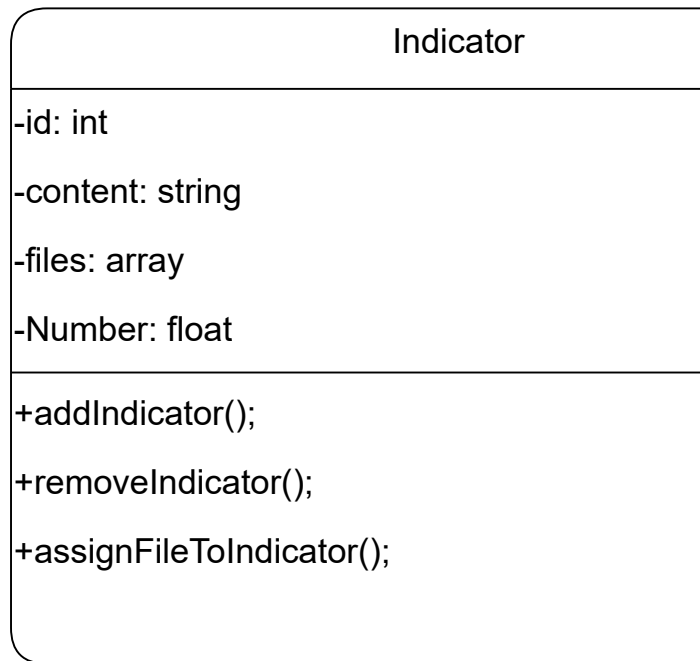 Indicator
-id: int
-content: string
-files: array
-Number: float
+addIndicator();
+removeIndicator();
+assignFileToIndicator();